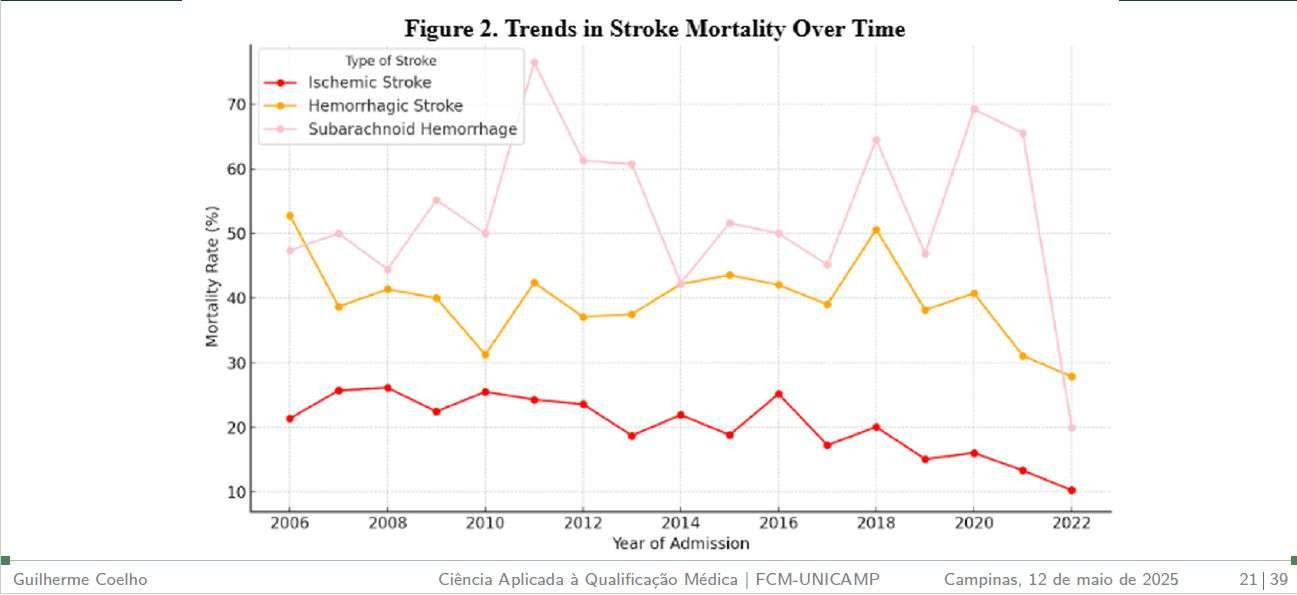 Figure 2. Trends in Stroke Mortality Over Time
Type of Stroke
Ischemic Stroke
Hemorrhagic Stroke
Subarachnoid Hemorrhage
Mortality Rate (%)
70
60
50
40
30
20
10
2006 2008 2010 2012 2014 2016 2018 2020 2022
Year of Admission
Guilherme Coelho Ciência Aplicada à Qualificação Médica | FCM-UNICAMP Campinas, 12 de maio de 2025 21 | 39